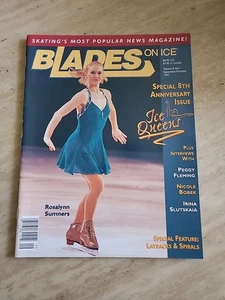 SKATING'S MOST POPULAR NEWS MAGAZINE!
BLADES
ON ICE
SPECIAL 8TH
ANNIVERSARY
ISSUE
Ice
Queens
PLUS
INTERVIEWS
WITH
PEGGY
FLEMING
NICOLE
BOBEK
IRINA
SLUTSKAIA
Rosalynn
Sumners
SPECIAL FEATURE:
LAYBACKS & SPIRALS